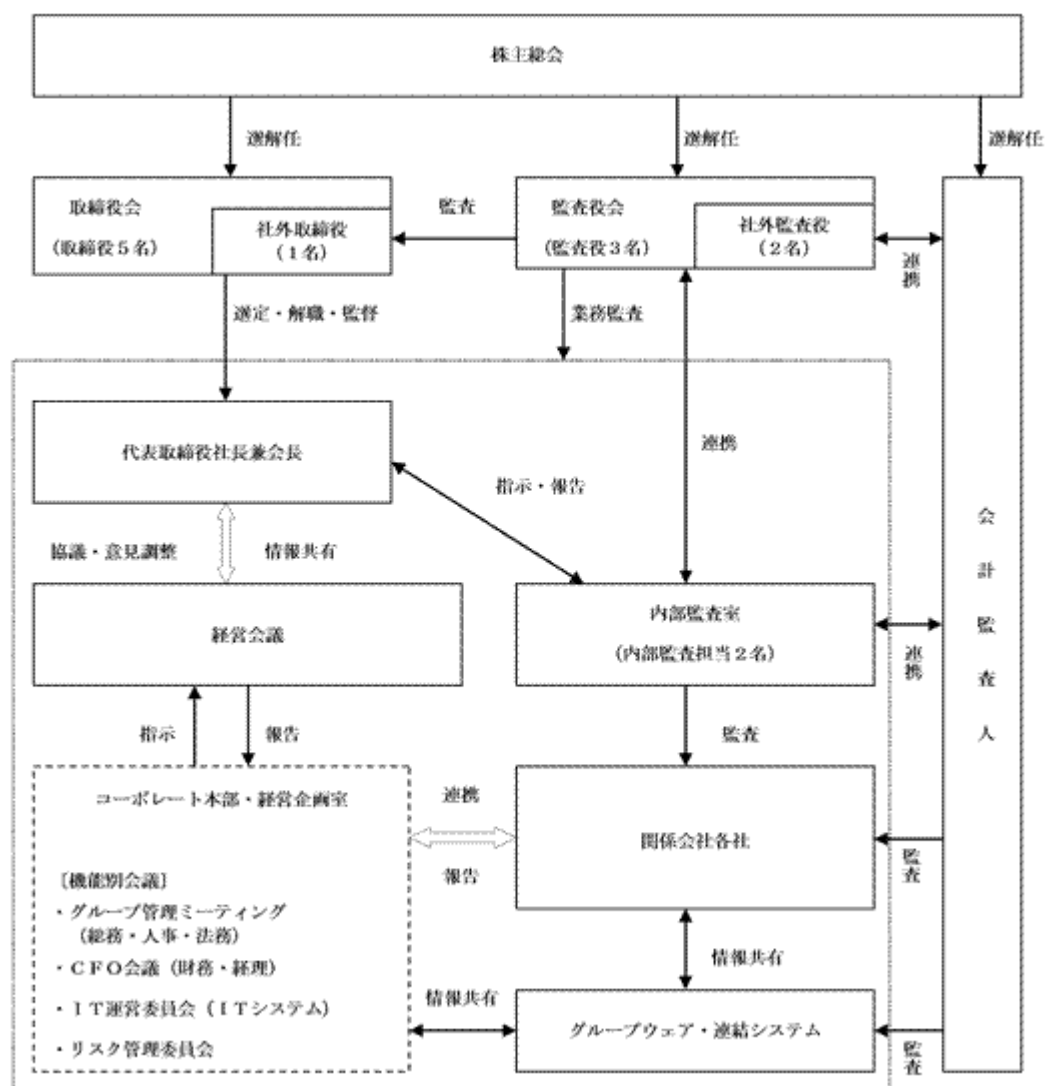 株主総会
選解任
選解任
選解任
取締役会
(取締役5名)
社外取締役
(1名)
監査
監査役会
(監査役3名)
社外監査役
(2名)
連携
選定・解職・監督
業務監査
代表取締役社長兼会長
指示・報告
連携
会計監査人
協議・意見調整
情報共有
経営会議
内部監査室
(内部監査担当2名)
連携
指示
報告
監査
コーポレート本部・経営企画室
連携
報告
関係会社各社
監査
〔機能別会議〕
・グループ管理ミーティング
(総務・人事・法務)
・CFO会議(財務・経理)
・IT運営委員会(ITシステム)
・リスク管理委員会
情報共有
情報共有
グループウェア・連結システム
監査